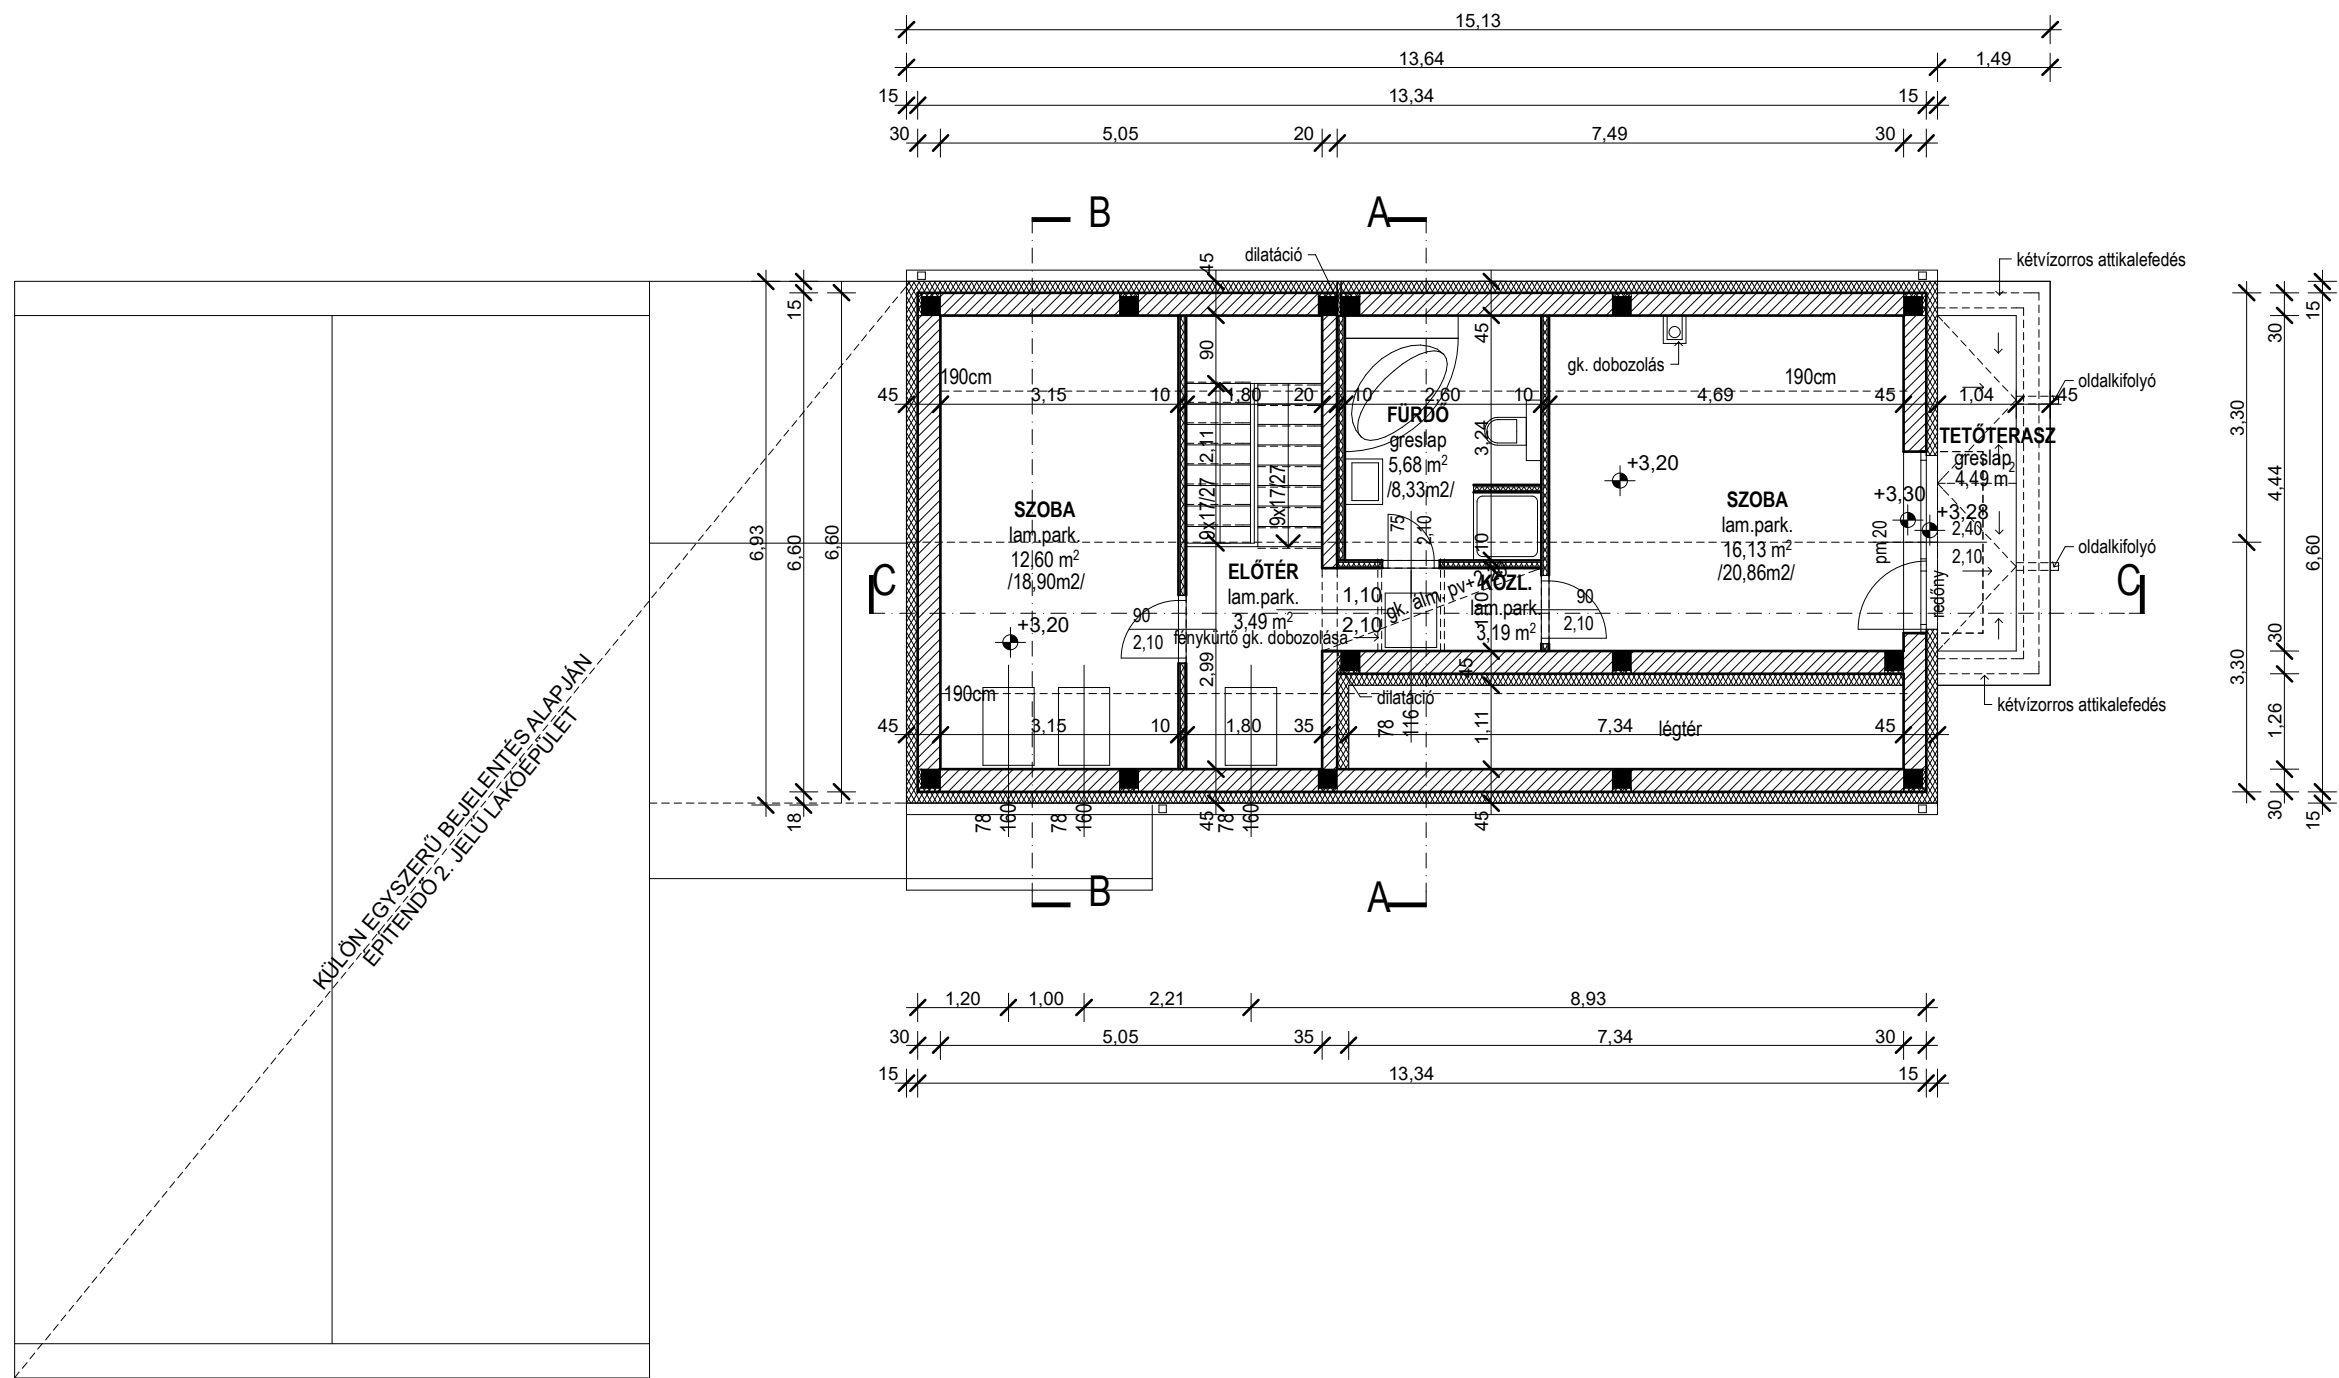 15,13
13,64 1,49
15 13,34 15
30 5,05 20 7,49 30
B A
dilatáció
45
kétvízorros attikalefedés
15 30 15
90 45
gk. dobozolás
190cm 190cm
oldalkifolyó
45 3,15 10 1,80 20 10 2,60 10 4,69 45 1,04 45
FÜRDŐ
greslap
5,68 m²
/8,33m2/
3,24
2,11
9x17/27 9x17/27
+3,20
TETŐTERASZ
greslap
4,49 m²
3,30 4,44
SZOBA
lam.park.
12,60 m²
/18,90m2/
SZOBA
lam.park.
16,13 m²
/20,86m2/
+3,30
+3,28
2,40
2,10
pm 20
redőny
75
2,10
10
6,93 6,60 6,60
6,60
oldalkifolyó
ELŐTÉR
lam.park.
3,49 m²
KÖZL.
lam.park.
3,19 m²
1,10
2,10
C C
90
2,10
90
2,10
+3,20
fénykürtő gk. dobozolása
2,99
45
190cm
dilatáció
kétvízorros attikalefedés
30
3,30
1,26
78
116
1,11
45 3,15 10 1,80 35 7,34 légtér 45
18
78
160
78
160
45
78
160
45
30 15
B A
KÜLÖN EGYSZERŰ BEJELENTÉS ALAPJÁN
ÉPÍTENDŐ 2. JELŰ LAKÓÉPÜLET
1,20 1,00 2,21 8,93
30 5,05 35 7,34 30
15 13,34 15